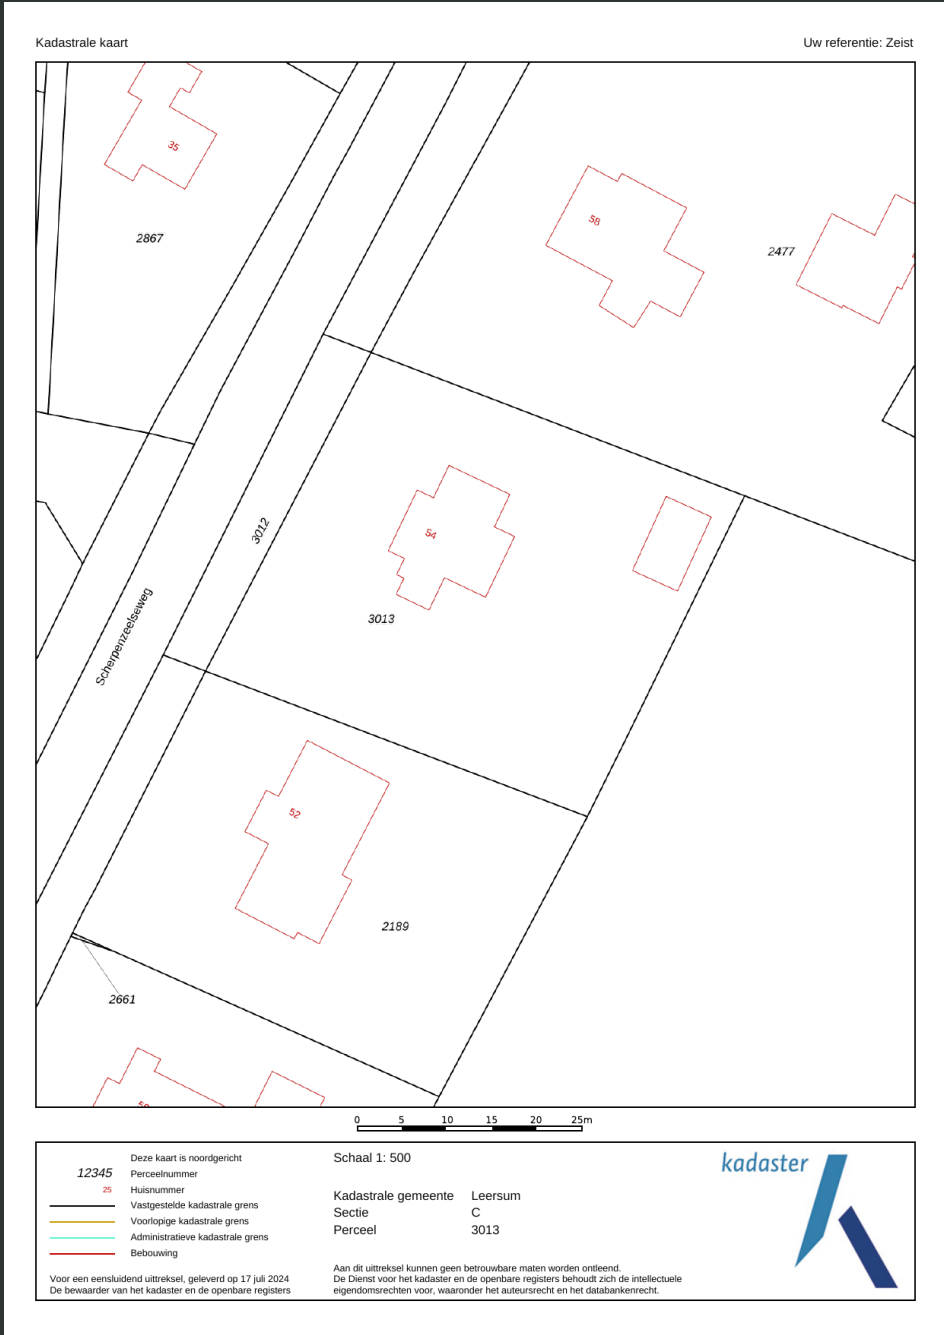 Kadastrale kaart
Uw referentie: Zeist
35
58
2867
2477
3012
54
3013
Scherpenzeelseweg
52
2189
2661
0 5 10 15 20 25m
Deze kaart is noordgericht
12345 Perceelnummer
25 Huisnummer
Vastgestelde kadastrale grens
Voorlopige kadastrale grens
Administratieve kadastrale grens
Bebouwing
Voor een eensluidend uittreksel, geleverd op 17 juli 2024
De bewaarder van het kadaster en de openbare registers
Schaal 1: 500
Kadastrale gemeente Leersum
Sectie C
Perceel 3013
Aan dit uittreksel kunnen geen betrouwbare maten worden ontleend.
De Dienst voor het kadaster en de openbare registers behoudt zich de intellectuele
eigendomsrechten voor, waaronder het auteursrecht en het databankenrecht.
kadaster